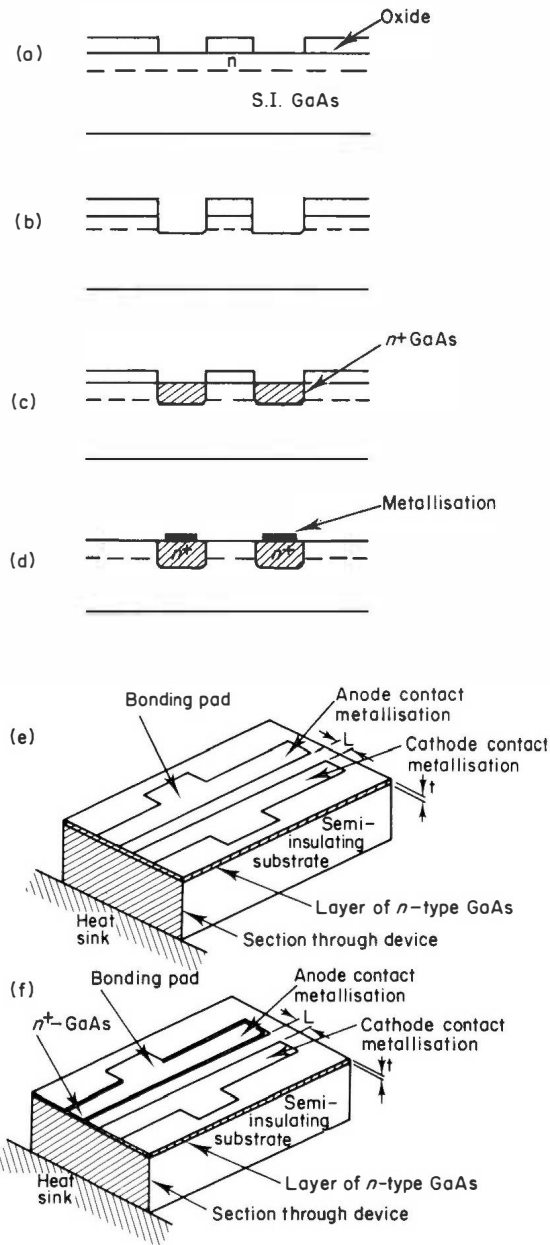 (a)
Oxide
n
S.I. GaAs
(b)
(c)
n+ GaAs
(d)
Metallisation
n+
n+
(e)
Bonding pad
Anode contact
metallisation
L
Cathode contact
metallisation
t
Semi-
insulating
substrate
Layer of n-type GaAs
Heat
sink
Section through device
(f)
Bonding pad
n+-GaAs
Anode contact
metallisation
L
Cathode contact
metallisation
t
Semi-
insulating
substrate
Layer of n-type GaAs
Heat
sink
Section through device